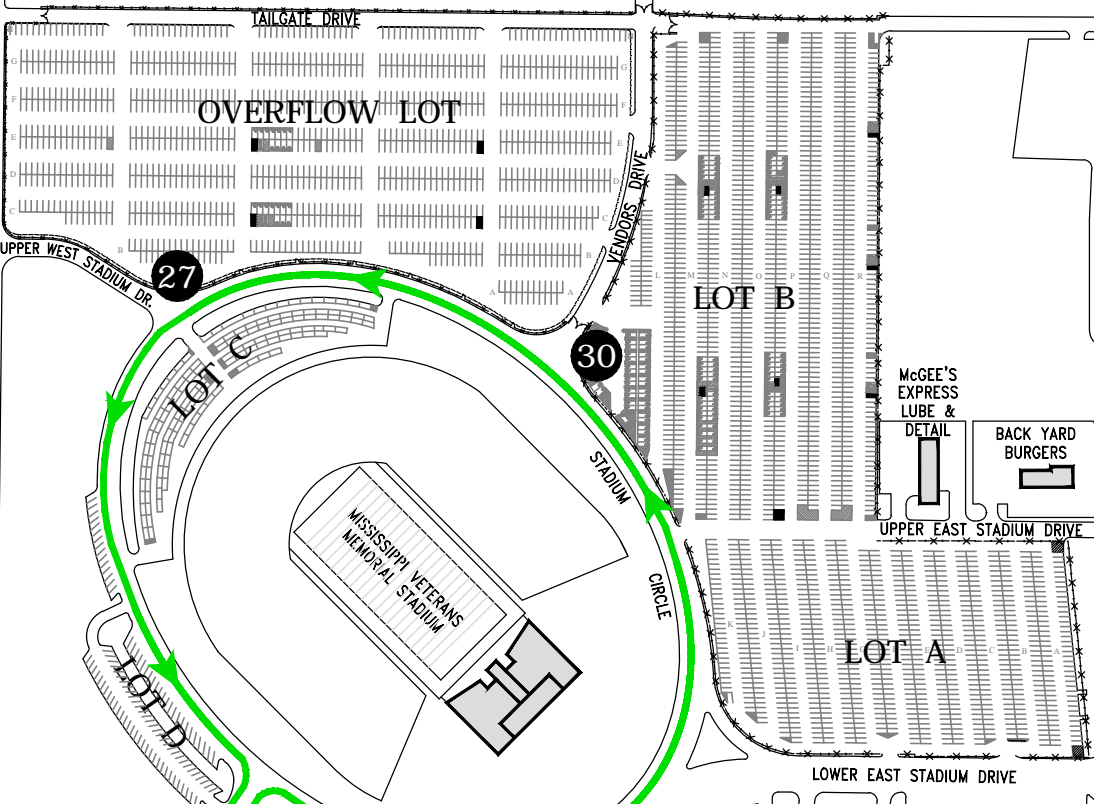 TAILGATE DRIVE
G
G
F
F
OVERFLOW LOT
E
E
D
D
C
C
B
B
A
A
VENDORS DRIVE
UPPER WEST STADIUM DR.
27
L M N O P Q R
LOT B
30
LOT C
McGEE'S
EXPRESS
LUBE &
DETAIL
BACK YARD
BURGERS
STADIUM
CIRCLE
MISSISSIPPI VETERANS
MEMORIAL STADIUM
UPPER EAST STADIUM DRIVE
K J I H E D C B A
LOT A
LOT D
LOWER EAST STADIUM DRIVE